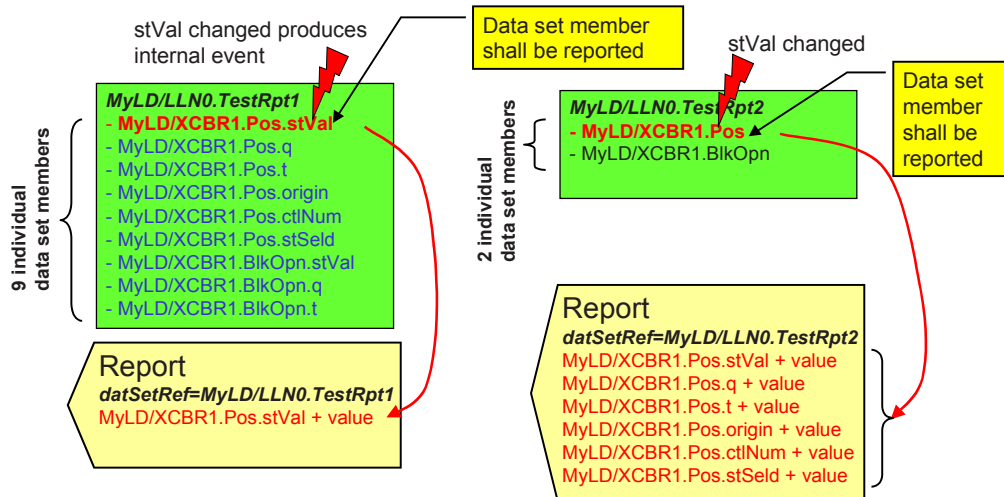 stVal changed produces
internal event
Data set member
shall be reported
MyLD/LLN0.TestRpt1
- MyLD/XCBR1.Pos.stVal
- MyLD/XCBR1.Pos.q
- MyLD/XCBR1.Pos.t
- MyLD/XCBR1.Pos.origin
- MyLD/XCBR1.Pos.ctlNum
- MyLD/XCBR1.Pos.stSeld
- MyLD/XCBR1.BlkOpn.stVal
- MyLD/XCBR1.BlkOpn.q
- MyLD/XCBR1.BlkOpn.t
9 individual
data set members
Report
datSetRef=MyLD/LLN0.TestRpt1
MyLD/XCBR1.Pos.stVal + value
stVal changed
Data set
member
shall be
reported
MyLD/LLN0.TestRpt2
- MyLD/XCBR1.Pos
- MyLD/XCBR1.BlkOpn
2 individual
data set members
Report
datSetRef=MyLD/LLN0.TestRpt2
MyLD/XCBR1.Pos.stVal + value
MyLD/XCBR1.Pos.q + value
MyLD/XCBR1.Pos.t + value
MyLD/XCBR1.Pos.origin + value
MyLD/XCBR1.Pos.ctlNum + value
MyLD/XCBR1.Pos.stSeld + value